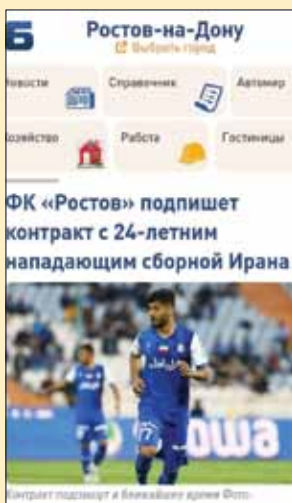 Б
Ростов-на-Дону
Выбрать город
Новости
Справочник
Автомир
Хозяйство
Работа
Гостиницы
ФК «Ростов» подпишет
контракт с 24-летним
нападающим сборной Ирана
Контракт подпишут в ближайшее время Фото: